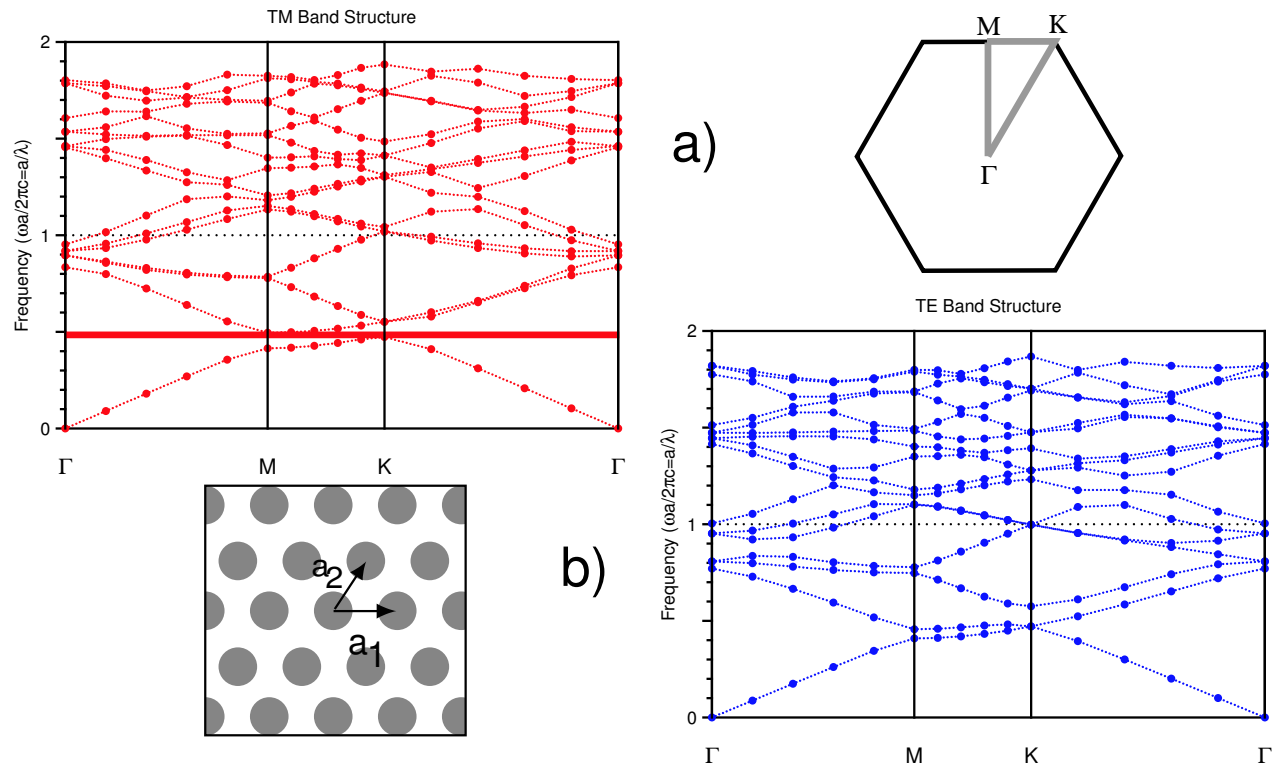 TM Band Structure
2
1
0
Frequency (ωa/2πc=a/λ)
Γ
M
K
Γ
M
K
Γ
a)
TE Band Structure
2
1
0
Frequency (ωa/2πc=a/λ)
Γ
M
K
Γ
a2
a1
b)